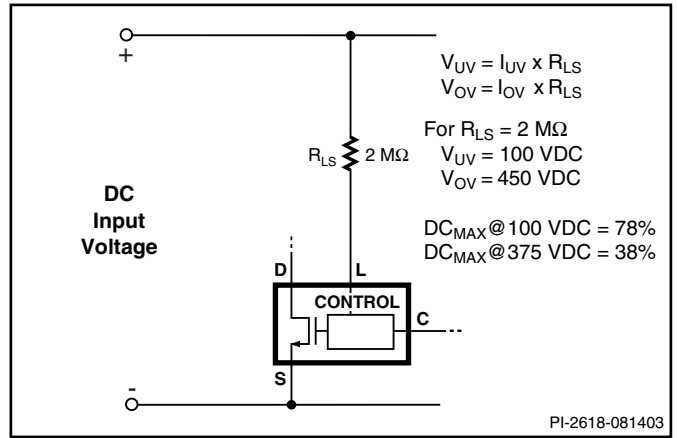 +
V_UV = I_UV x R_LS
V_OV = I_OV x R_LS
For R_LS = 2 MΩ
V_UV = 100 VDC
V_OV = 450 VDC
R_LS 2 MΩ
DC
Input
Voltage
DC_MAX@100 VDC = 78%
DC_MAX@375 VDC = 38%
D L
CONTROL
C
S
-
PI-2618-081403